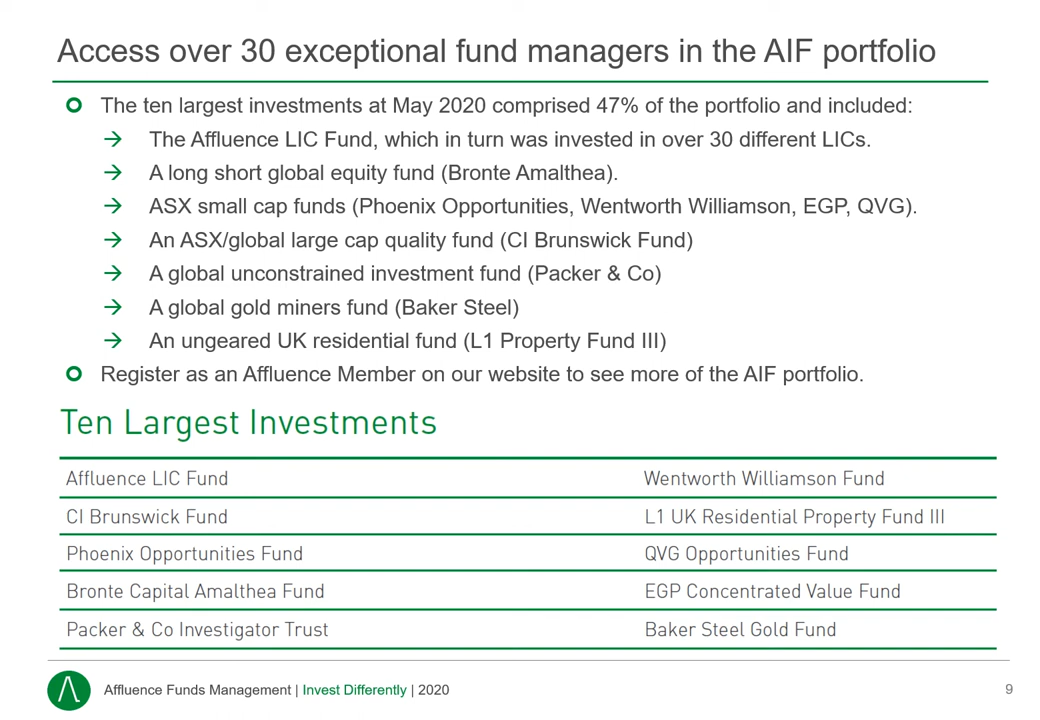 Access over 30 exceptional fund managers in the AIF portfolio
The ten largest investments at May 2020 comprised 47% of the portfolio and included:
The Affluence LIC Fund, which in turn was invested in over 30 different LICs.
A long short global equity fund (Bronte Amalthea).
ASX small cap funds (Phoenix Opportunities, Wentworth Williamson, EGP, QVG).
An ASX/global large cap quality fund (CI Brunswick Fund)
A global unconstrained investment fund (Packer & Co)
A global gold miners fund (Baker Steel)
An ungeared UK residential fund (L1 Property Fund III)
Register as an Affluence Member on our website to see more of the AIF portfolio.
Ten Largest Investments
Affluence LIC Fund Wentworth Williamson Fund
CI Brunswick Fund L1 UK Residential Property Fund III
Phoenix Opportunities Fund QVG Opportunities Fund
Bronte Capital Amalthea Fund EGP Concentrated Value Fund
Packer & Co Investigator Trust Baker Steel Gold Fund
Affluence Funds Management | Invest Differently | 2020 9